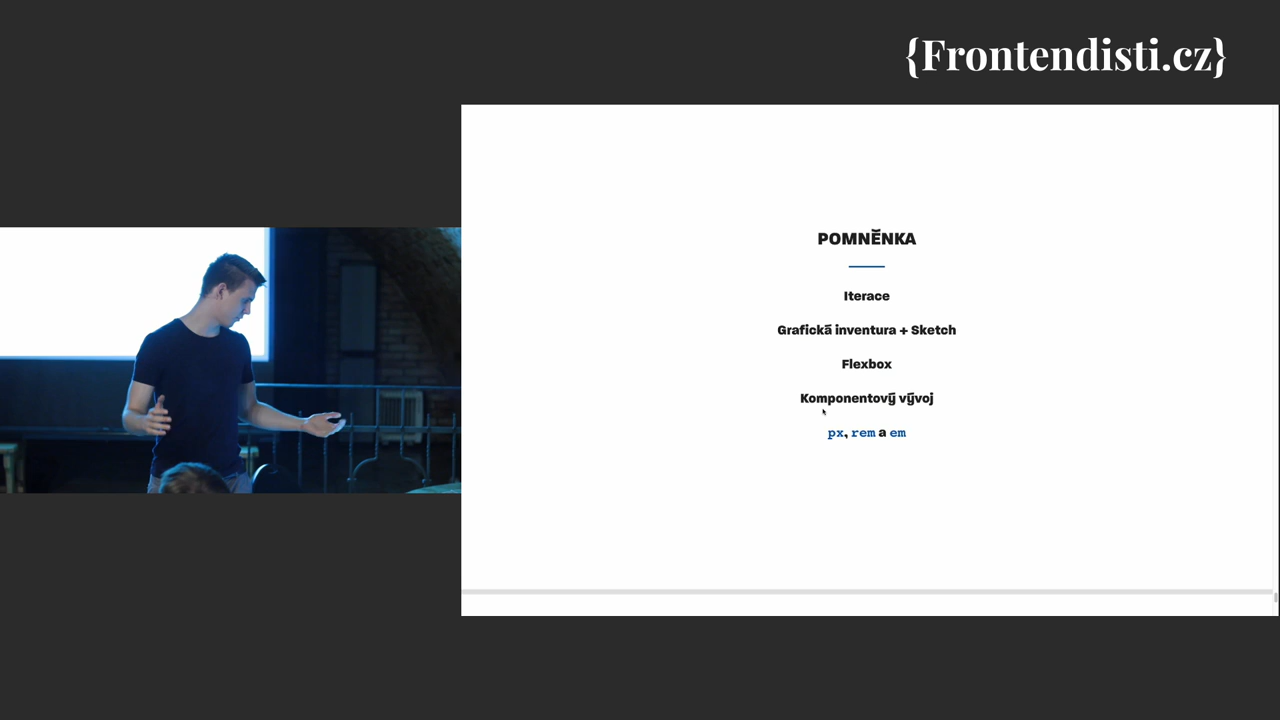 {Frontendisti.cz}
POMNĚNKA
Iterace
Grafická inventura + Sketch
Flexbox
Komponentový vývoj
px, rem a em